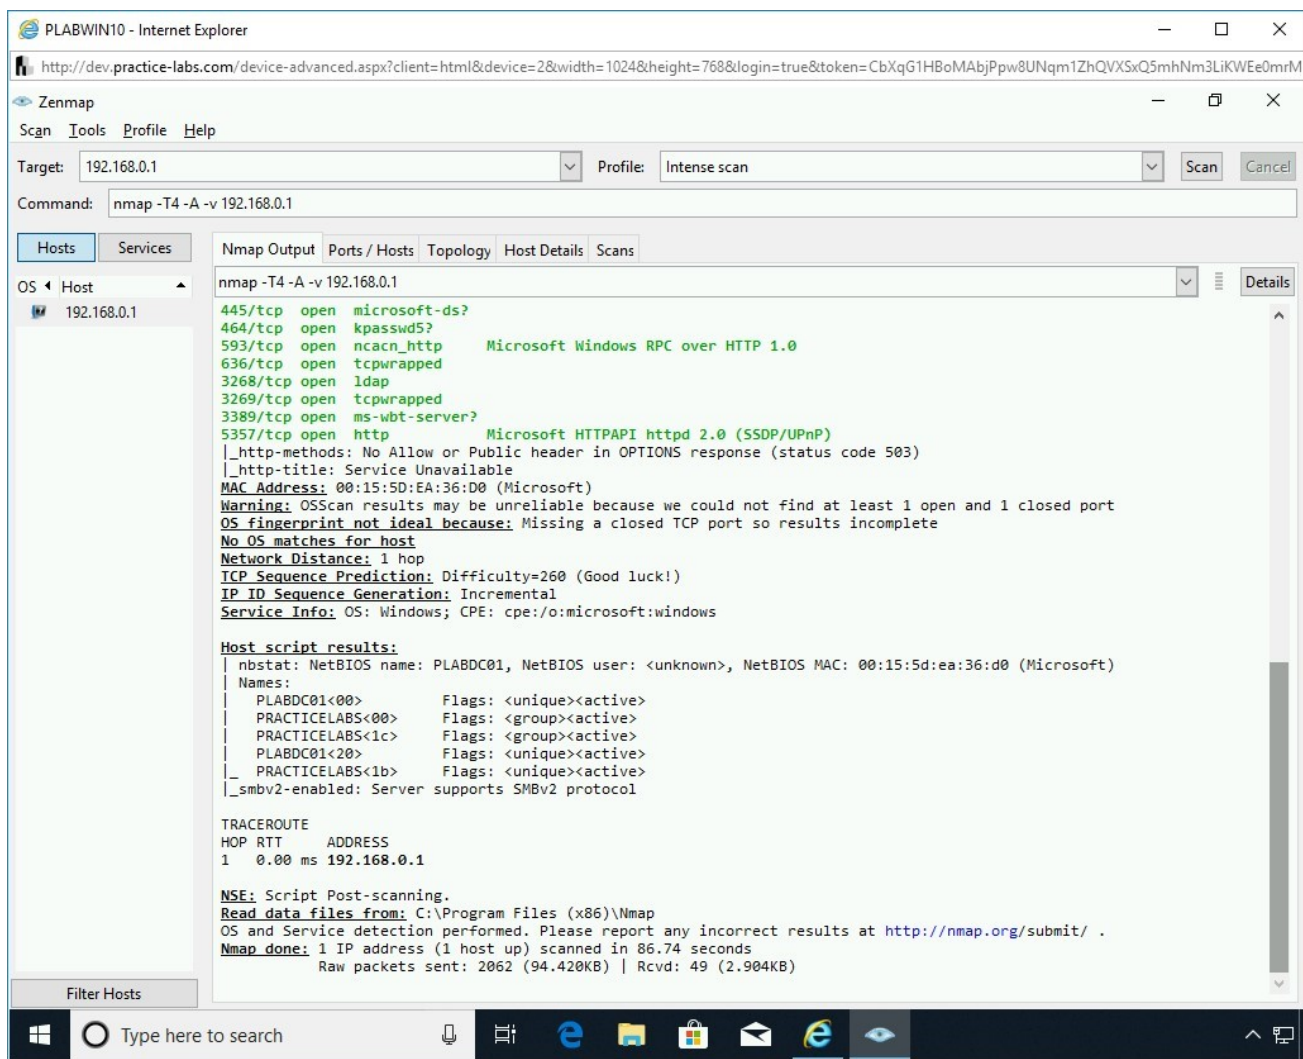 PLABWIN10 - Internet Explorer
http://dev.practice-labs.com/device-advanced.aspx?client=html&device=2&width=1024&height=768&login=true&token=CbXqG1HBoMAbjPpw8UNqm1ZhQVXSxQ5mhNm3LiKWEe0mrM
Zenmap
Scan Tools Profile Help
Target: 192.168.0.1 Profile: Intense scan Scan Cancel
Command: nmap -T4 -A -v 192.168.0.1
Hosts Services Nmap Output Ports / Hosts Topology Host Details Scans
OS Host nmap -T4 -A -v 192.168.0.1 Details
192.168.0.1
445/tcp open microsoft-ds?
464/tcp open kpasswd5?
593/tcp open ncacn_http Microsoft Windows RPC over HTTP 1.0
636/tcp open tcpwrapped
3268/tcp open ldap
3269/tcp open tcpwrapped
3389/tcp open ms-wbt-server?
5357/tcp open http Microsoft HTTPAPI httpd 2.0 (SSDP/UPnP)
|_http-methods: No Allow or Public header in OPTIONS response (status code 503)
|_http-title: Service Unavailable
MAC Address: 00:15:5D:EA:36:D0 (Microsoft)
Warning: OSScan results may be unreliable because we could not find at least 1 open and 1 closed port
OS fingerprint not ideal because: Missing a closed TCP port so results incomplete
No OS matches for host
Network Distance: 1 hop
TCP Sequence Prediction: Difficulty=260 (Good luck!)
IP ID Sequence Generation: Incremental
Service Info: OS: Windows; CPE: cpe:/o:microsoft:windows
Host script results:
| nbstat: NetBIOS name: PLABDC01, NetBIOS user: <unknown>, NetBIOS MAC: 00:15:5d:ea:36:d0 (Microsoft)
| Names:
| PLABDC01<00> Flags: <unique><active>
| PRACTICELABS<00> Flags: <group><active>
| PRACTICELABS<1c> Flags: <group><active>
| PLABDC01<20> Flags: <unique><active>
|_ PRACTICELABS<1b> Flags: <unique><active>
|_smbv2-enabled: Server supports SMBv2 protocol
TRACEROUTE
HOP RTT ADDRESS
1 0.00 ms 192.168.0.1
NSE: Script Post-scanning.
Read data files from: C:\Program Files (x86)\Nmap
OS and Service detection performed. Please report any incorrect results at http://nmap.org/submit/ .
Nmap done: 1 IP address (1 host up) scanned in 86.74 seconds
Raw packets sent: 2062 (94.420KB) | Rcvd: 49 (2.904KB)
Filter Hosts
Type here to search